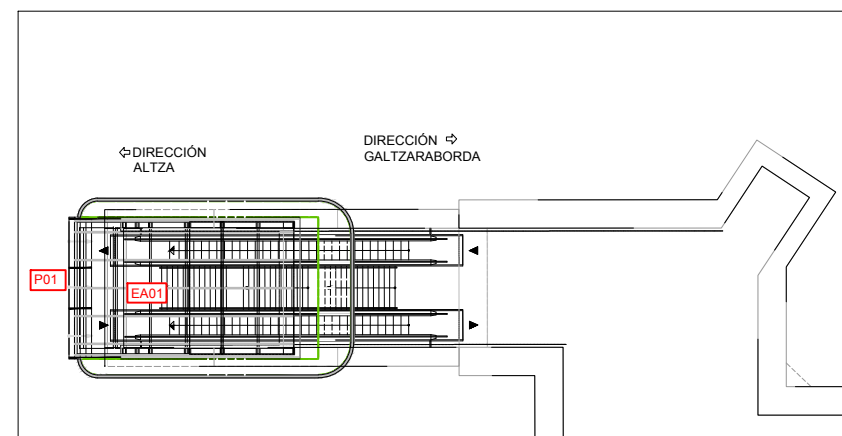 DIRECCIÓN
ALTZA
DIRECCIÓN
GALTZARABORDA
P01
EA01